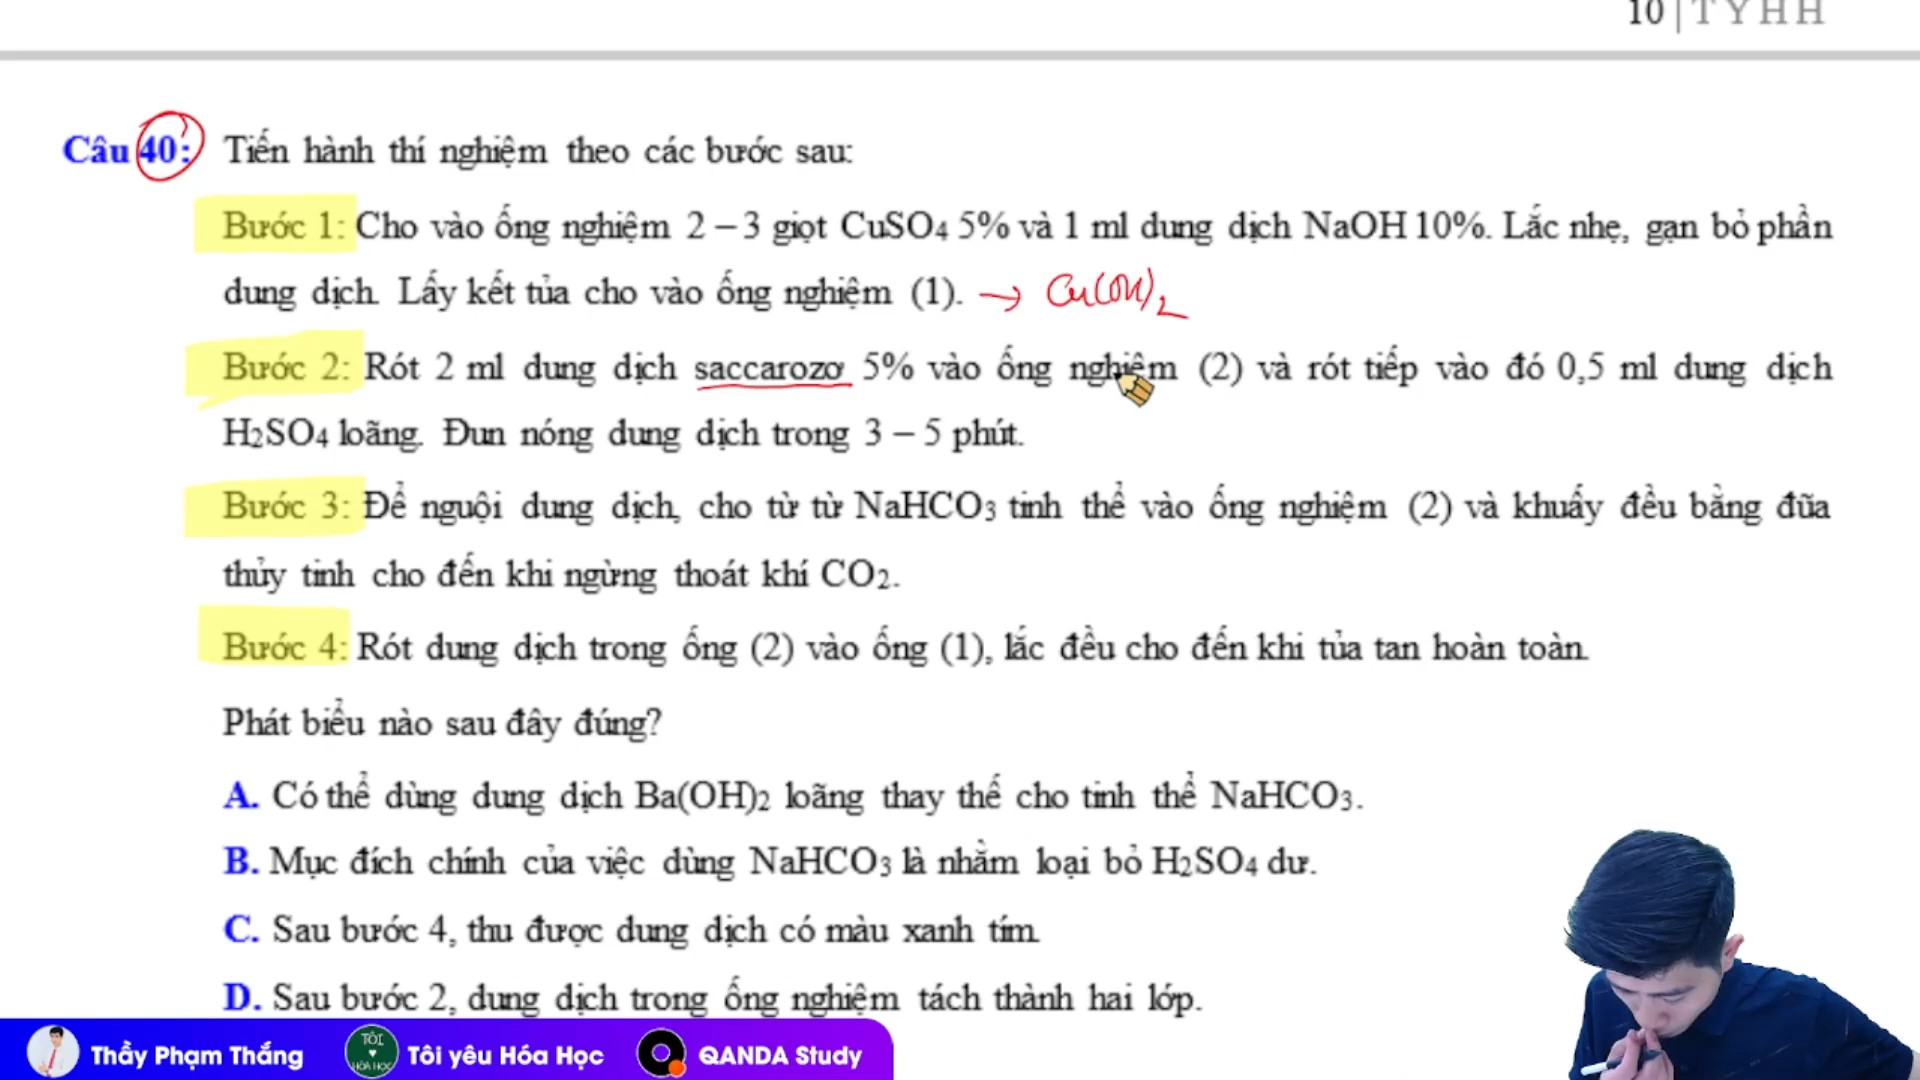 10 | T Y H H
Câu 40: Tiến hành thí nghiệm theo các bước sau:
Bước 1: Cho vào ống nghiệm 2 – 3 giọt CuSO4 5% và 1 ml dung dịch NaOH 10%. Lắc nhẹ, gạn bỏ phần
dung dịch. Lấy kết tủa cho vào ống nghiệm (1). → Cu(OH)2
Bước 2: Rót 2 ml dung dịch saccarozơ 5% vào ống nghiệm (2) và rót tiếp vào đó 0,5 ml dung dịch
H2SO4 loãng. Đun nóng dung dịch trong 3 – 5 phút.
Bước 3: Để nguội dung dịch, cho từ từ NaHCO3 tinh thể vào ống nghiệm (2) và khuấy đều bằng đũa
thủy tinh cho đến khi ngừng thoát khí CO2.
Bước 4: Rót dung dịch trong ống (2) vào ống (1), lắc đều cho đến khi tủa tan hoàn toàn.
Phát biểu nào sau đây đúng?
A. Có thể dùng dung dịch Ba(OH)2 loãng thay thế cho tinh thể NaHCO3.
B. Mục đích chính của việc dùng NaHCO3 là nhằm loại bỏ H2SO4 dư.
C. Sau bước 4, thu được dung dịch có màu xanh tím.
D. Sau bước 2, dung dịch trong ống nghiệm tách thành hai lớp.
Thầy Phạm Thắng TÔI ♥ HÓA HỌC Tôi yêu Hóa Học QANDA Study